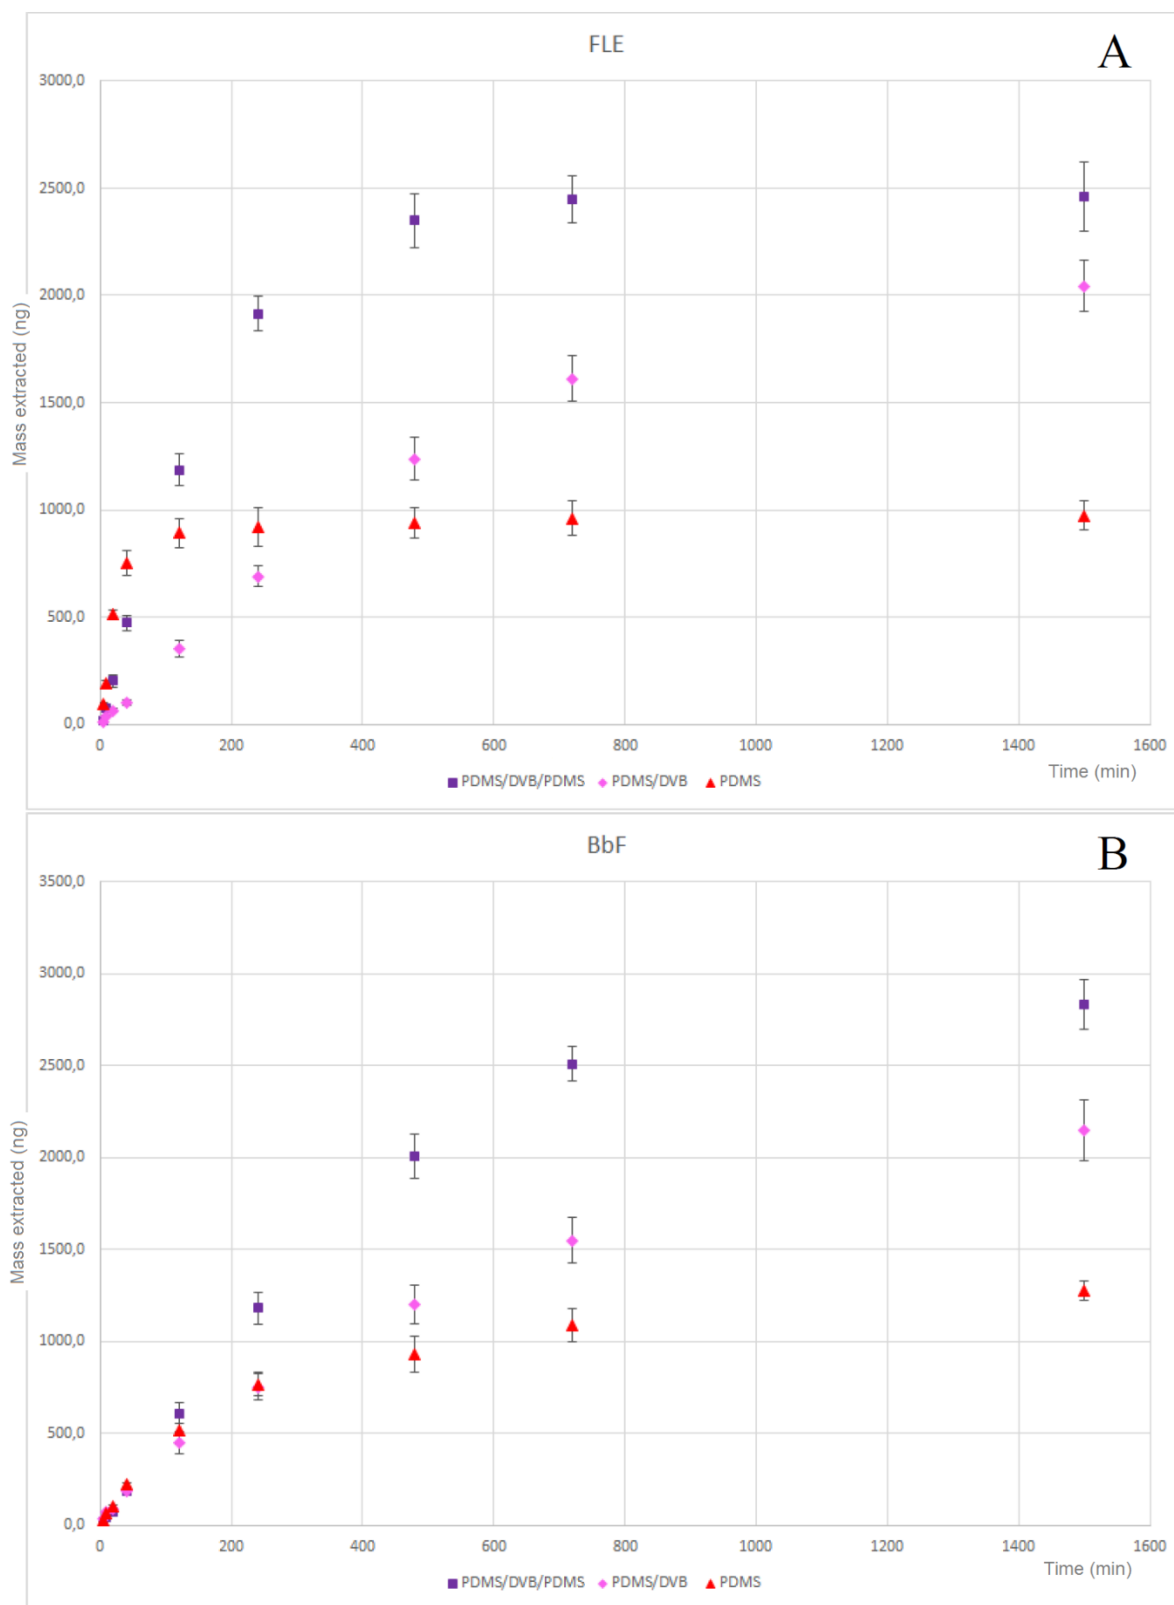 FLE
A
3000,0
2500,0
2000,0
1500,0
1000,0
500,0
0,0
Mass extracted (ng)
0 200 400 600 800 1000 1200 1400 1600
Time (min)
PDMS/DVB/PDMS PDMS/DVB PDMS
BbF
B
3500,0
3000,0
2500,0
2000,0
1500,0
1000,0
500,0
0,0
Mass extracted (ng)
0 200 400 600 800 1000 1200 1400 1600
Time (min)
PDMS/DVB/PDMS PDMS/DVB PDMS